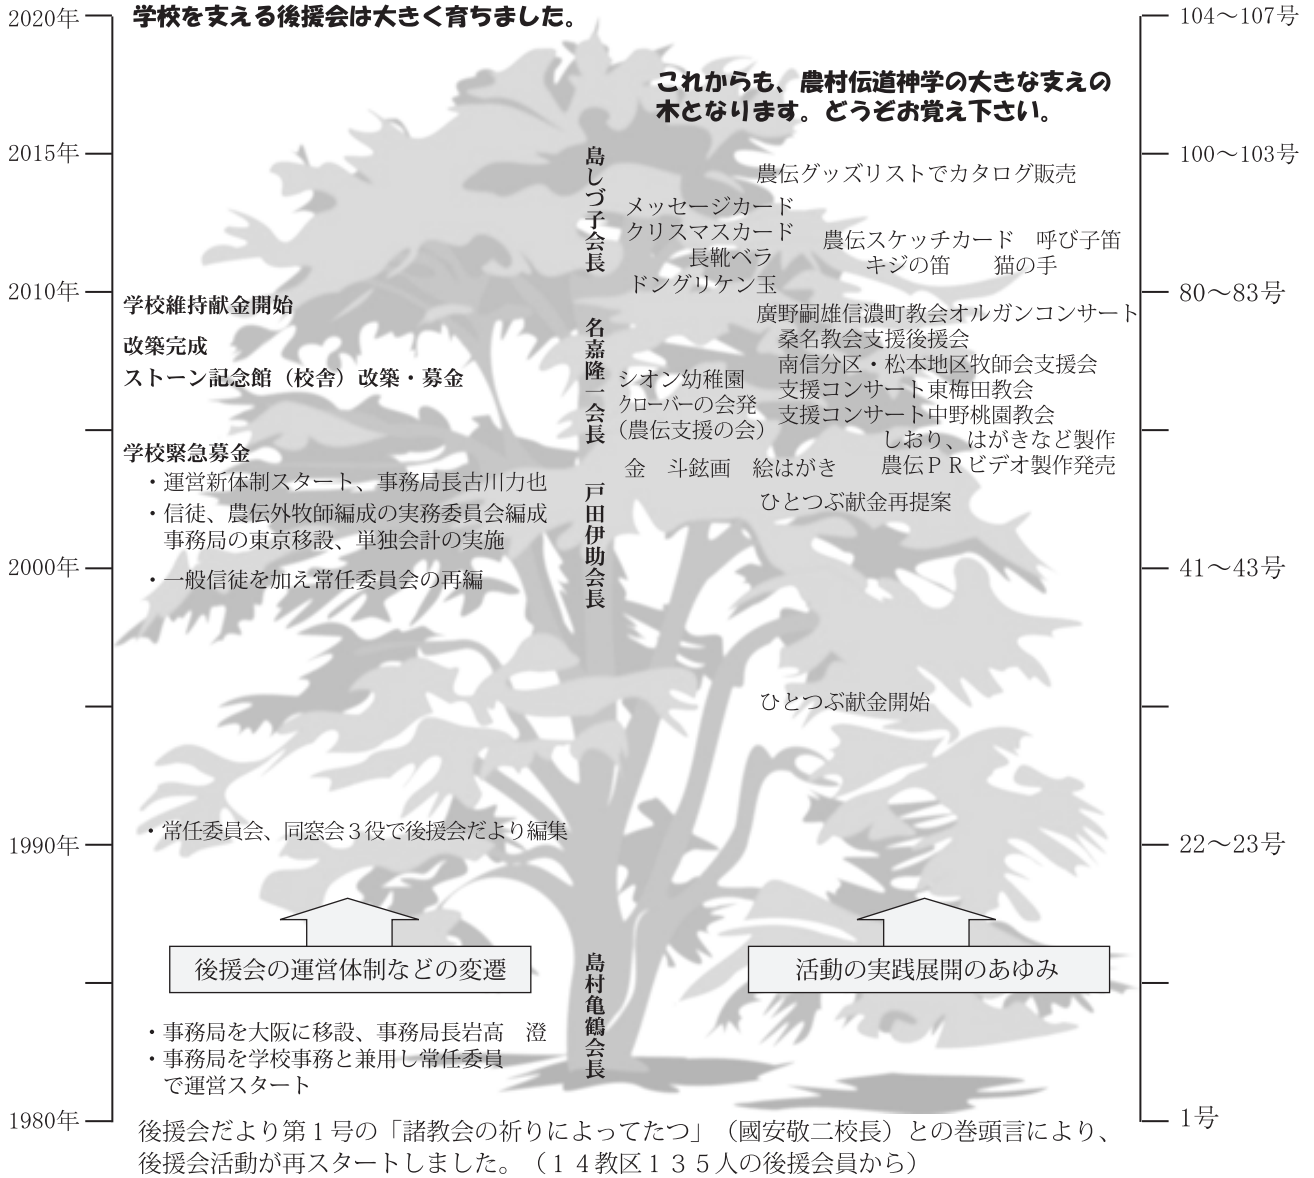 学校を支える後援会は大きく育ちました。
これからも、農村伝道神学の大きな支えの
木となります。どうぞお覚え下さい。
2020年
2015年
2010年
2000年
1990年
1980年
104～107号
100～103号
80～83号
41～43号
22～23号
1号
島しづ子会長
名嘉隆一会長
戸田伊助会長
島村亀鶴会長
学校維持献金開始
改築完成
ストーン記念館（校舎）改築・募金
学校緊急募金
・運営新体制スタート、事務局長古川力也
・信徒、農伝外牧師編成の実務委員会編成
事務局の東京移設、単独会計の実施
・一般信徒を加え常任委員会の再編
・常任委員会、同窓会３役で後援会だより編集
後援会の運営体制などの変遷
・事務局を大阪に移設、事務局長岩高　澄
・事務局を学校事務と兼用し常任委員
で運営スタート
農伝グッズリストでカタログ販売
メッセージカード
クリスマスカード
長靴ベラ
ドングリケン玉
農伝スケッチカード　呼び子笛
キジの笛　　猫の手
廣野嗣雄信濃町教会オルガンコンサート
桑名教会支援後援会
南信分区・松本地区牧師会支援会
支援コンサート東梅田教会
支援コンサート中野桃園教会
シオン幼稚園
クローバーの会発
（農伝支援の会）
しおり、はがきなど製作
農伝ＰＲビデオ製作発売
金　斗鉉画　絵はがき
ひとつぶ献金再提案
ひとつぶ献金開始
活動の実践展開のあゆみ
後援会だより第１号の「諸教会の祈りによってたつ」（國安敬二校長）との巻頭言により、
後援会活動が再スタートしました。（１４教区１３５人の後援会員から）